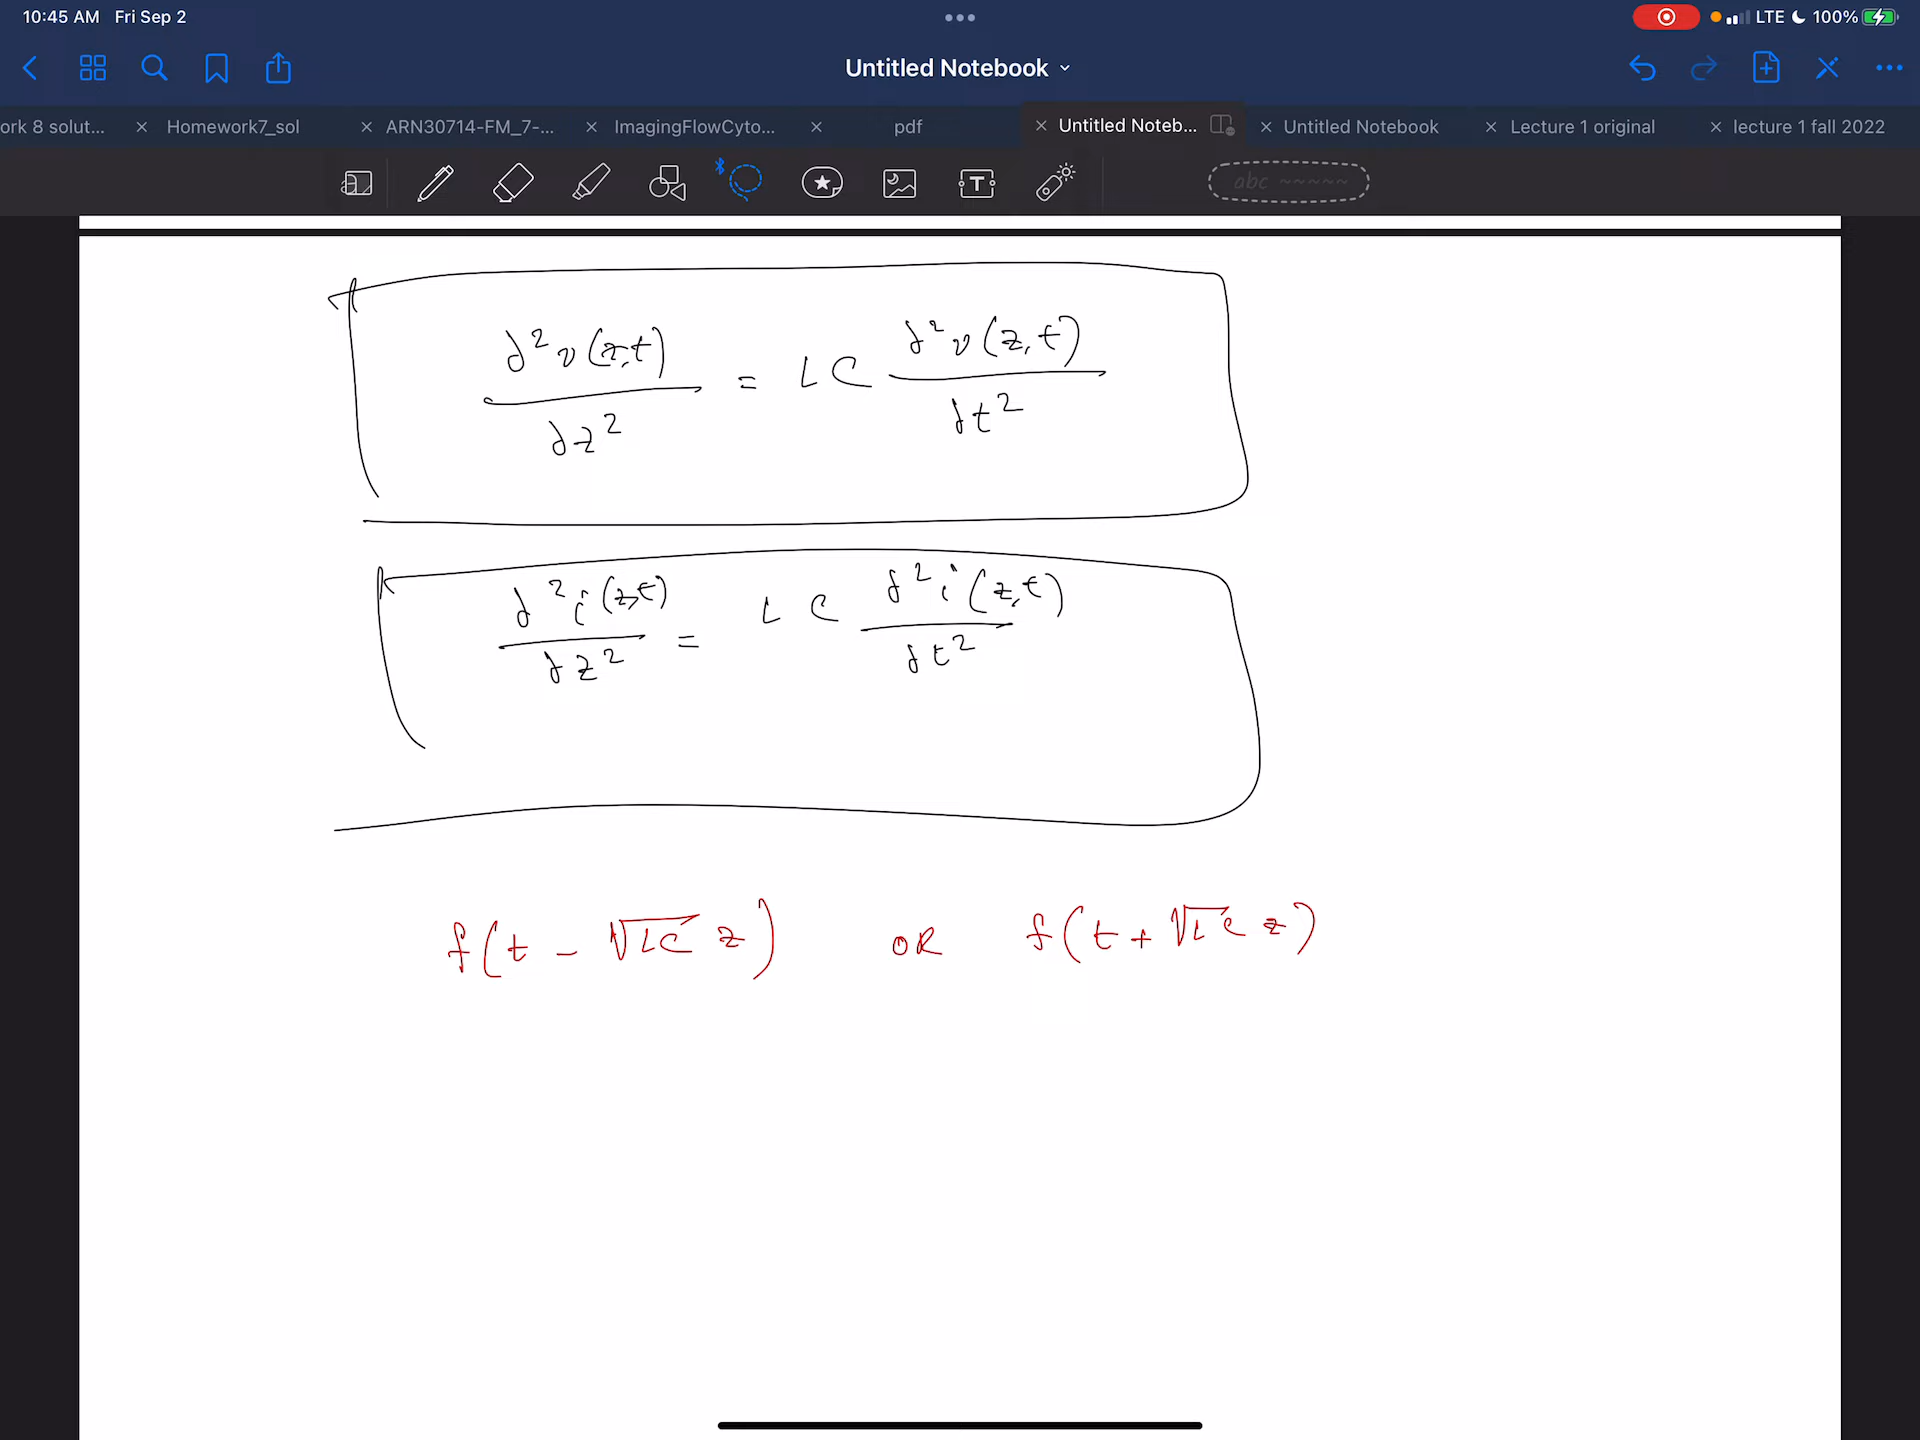 10:45 AM Fri Sep 2
LTE 100%
Untitled Notebook
ork 8 solut... Homework7_sol ARN30714-FM_7-... ImagingFlowCyto... pdf Untitled Noteb... Untitled Notebook Lecture 1 original lecture 1 fall 2022
abc
∂²v(z,t)/∂z² = LC ∂²v(z,t)/∂t²
∂²i(z,t)/∂z² = LC ∂²i(z,t)/∂t²
f(t - √LC z) OR f(t + √LC z)